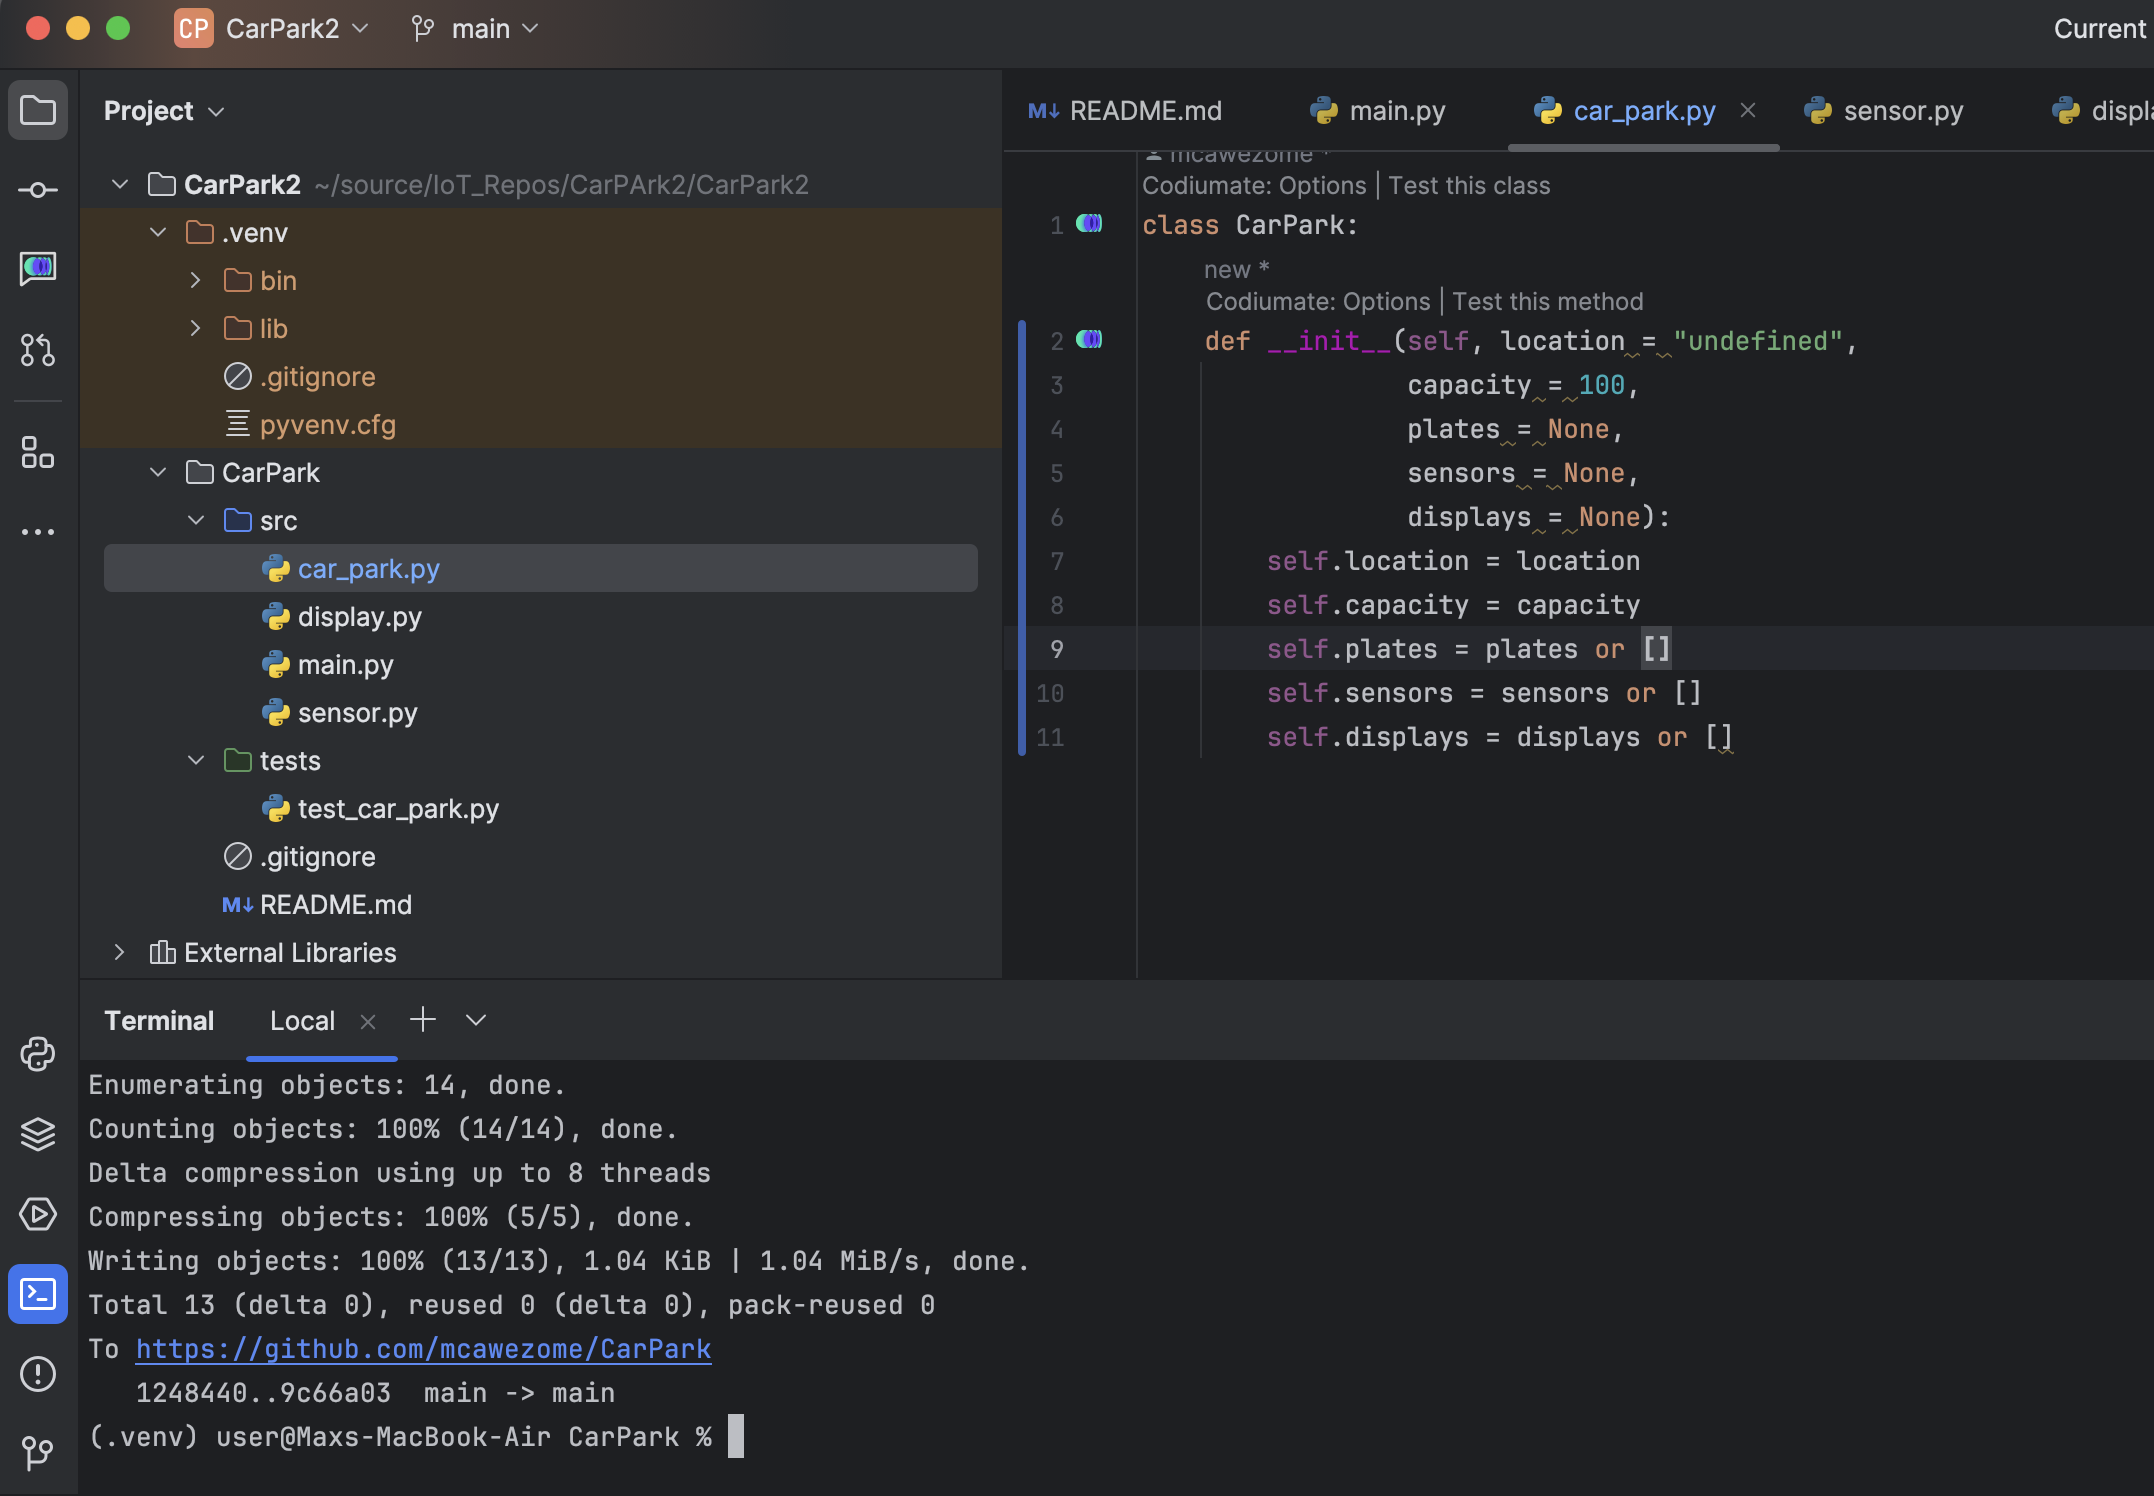 CP CarPark2 main Current
Project
CarPark2 ~/source/IoT_Repos/CarPArk2/CarPark2
.venv
bin
lib
.gitignore
pyvenv.cfg
CarPark
src
car_park.py
display.py
main.py
sensor.py
tests
test_car_park.py
.gitignore
M↓ README.md
External Libraries
M↓ README.md main.py car_park.py sensor.py displa
mcawezome *
Codiumate: Options | Test this class
1 class CarPark:
new *
Codiumate: Options | Test this method
2 def __init__(self, location = "undefined",
3 capacity = 100,
4 plates = None,
5 sensors = None,
6 displays = None):
7 self.location = location
8 self.capacity = capacity
9 self.plates = plates or []
10 self.sensors = sensors or []
11 self.displays = displays or []
Terminal Local
Enumerating objects: 14, done.
Counting objects: 100% (14/14), done.
Delta compression using up to 8 threads
Compressing objects: 100% (5/5), done.
Writing objects: 100% (13/13), 1.04 KiB | 1.04 MiB/s, done.
Total 13 (delta 0), reused 0 (delta 0), pack-reused 0
To https://github.com/mcawezome/CarPark
1248440..9c66a03 main -> main
(.venv) user@Maxs-MacBook-Air CarPark %